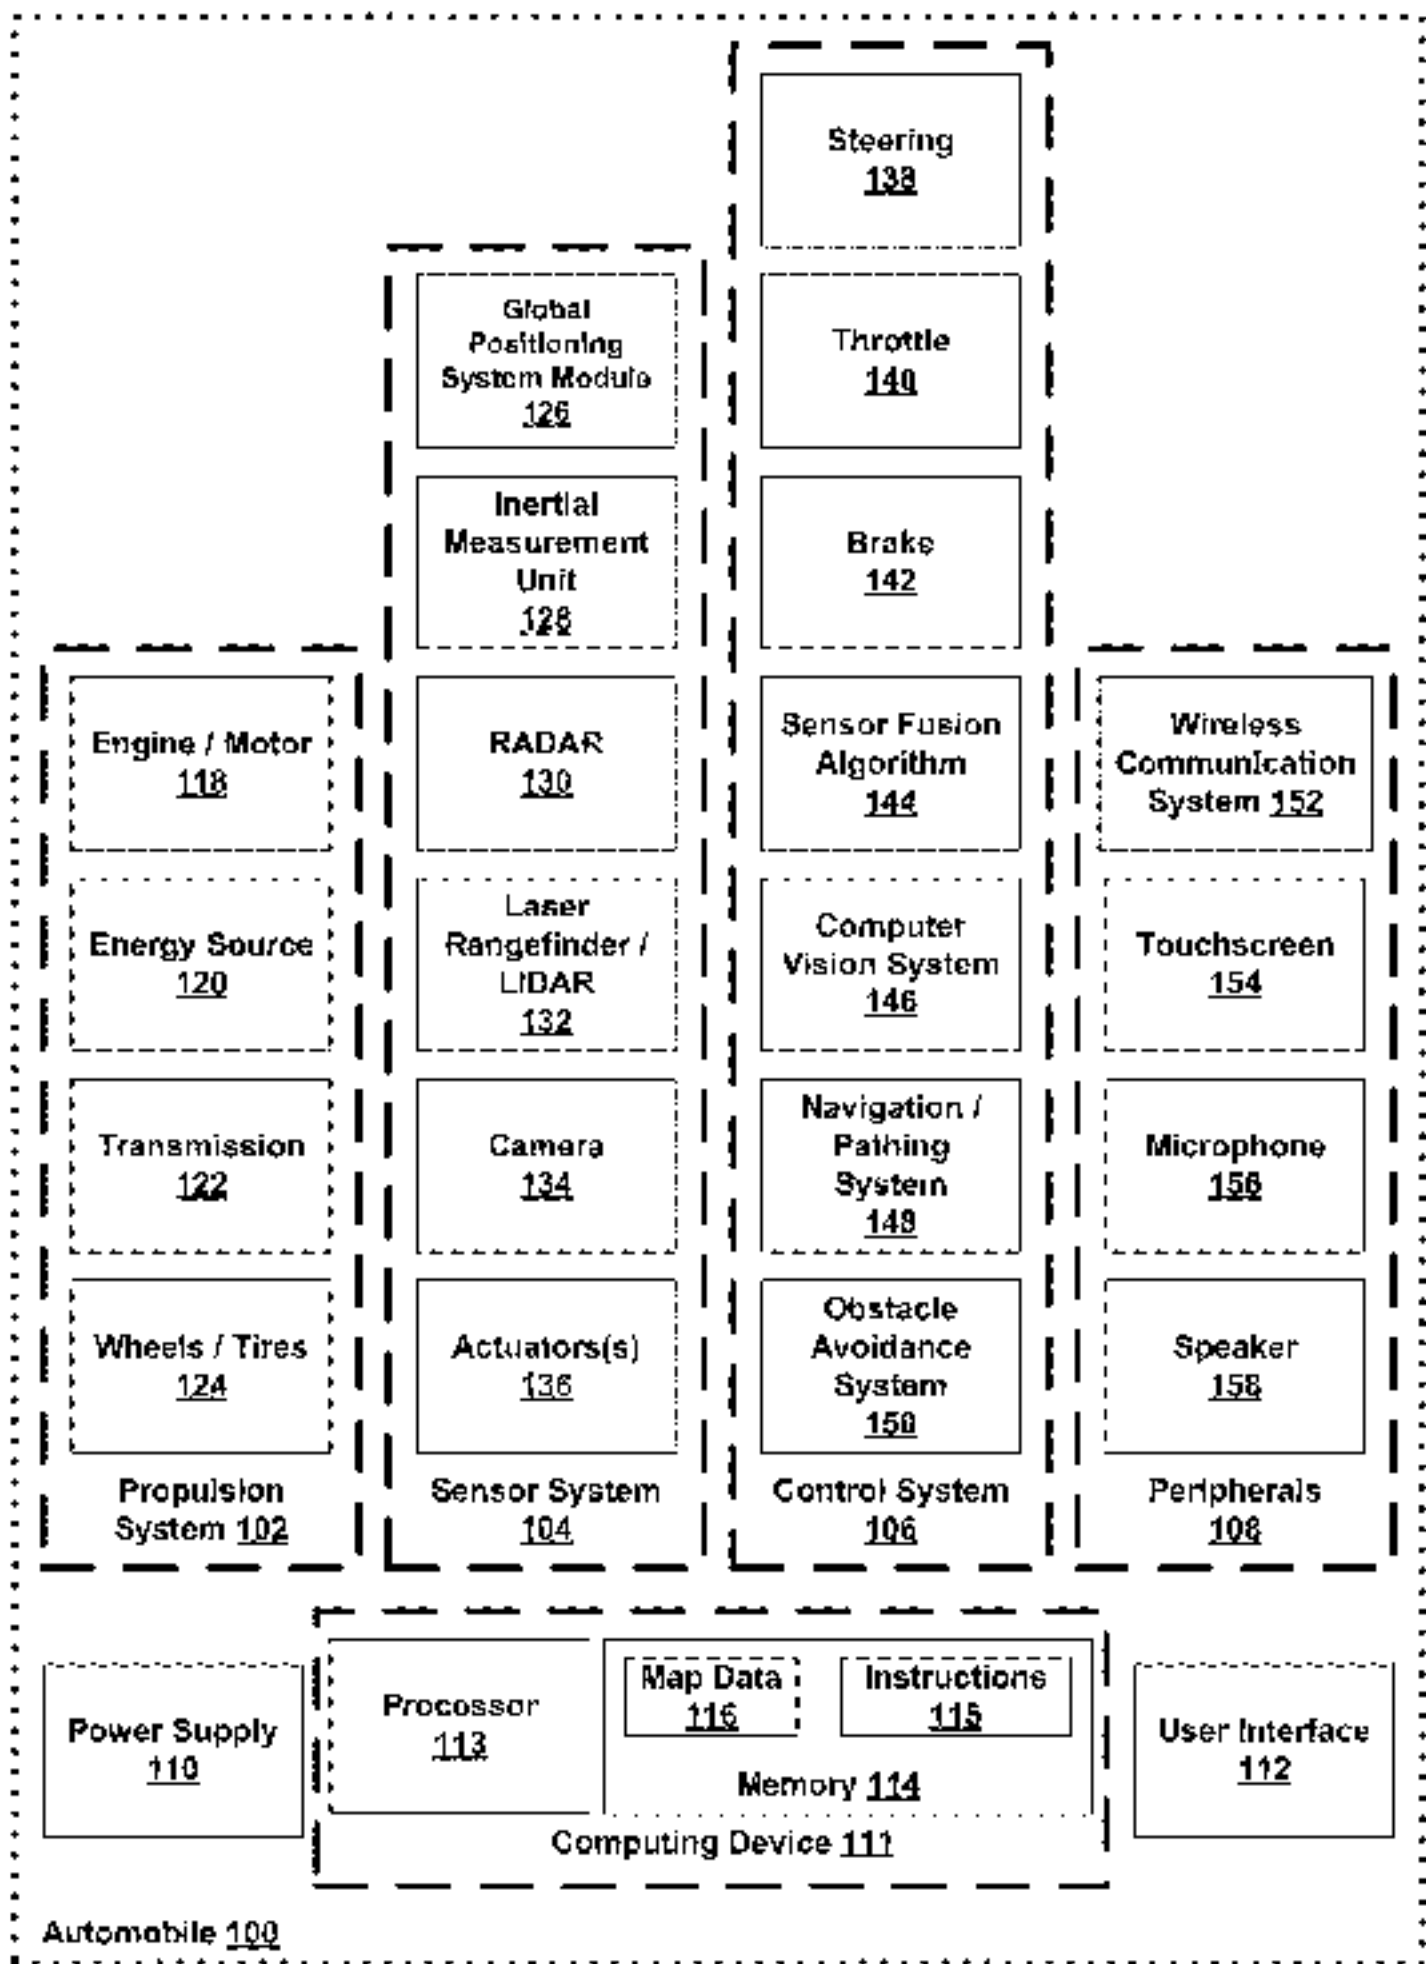 Steering
138
Throttle
140
Brake
142
Sensor Fusion
Algorithm
144
Computer
Vision System
146
Navigation /
Pathing
System
148
Obstacle
Avoidance
System
150
Control System
106
Global
Positioning
System Module
126
Inertial
Measurement
Unit
128
RADAR
130
Laser
Rangefinder /
LIDAR
132
Camera
134
Actuators(s)
136
Sensor System
104
Engine / Motor
118
Energy Source
120
Transmission
122
Wheels / Tires
124
Propulsion
System 102
Wireless
Communication
System 152
Touchscreen
154
Microphone
156
Speaker
158
Peripherals
108
Power Supply
110
Processor
113
Map Data
116
Instructions
115
Memory 114
Computing Device 111
User Interface
112
Automobile 100